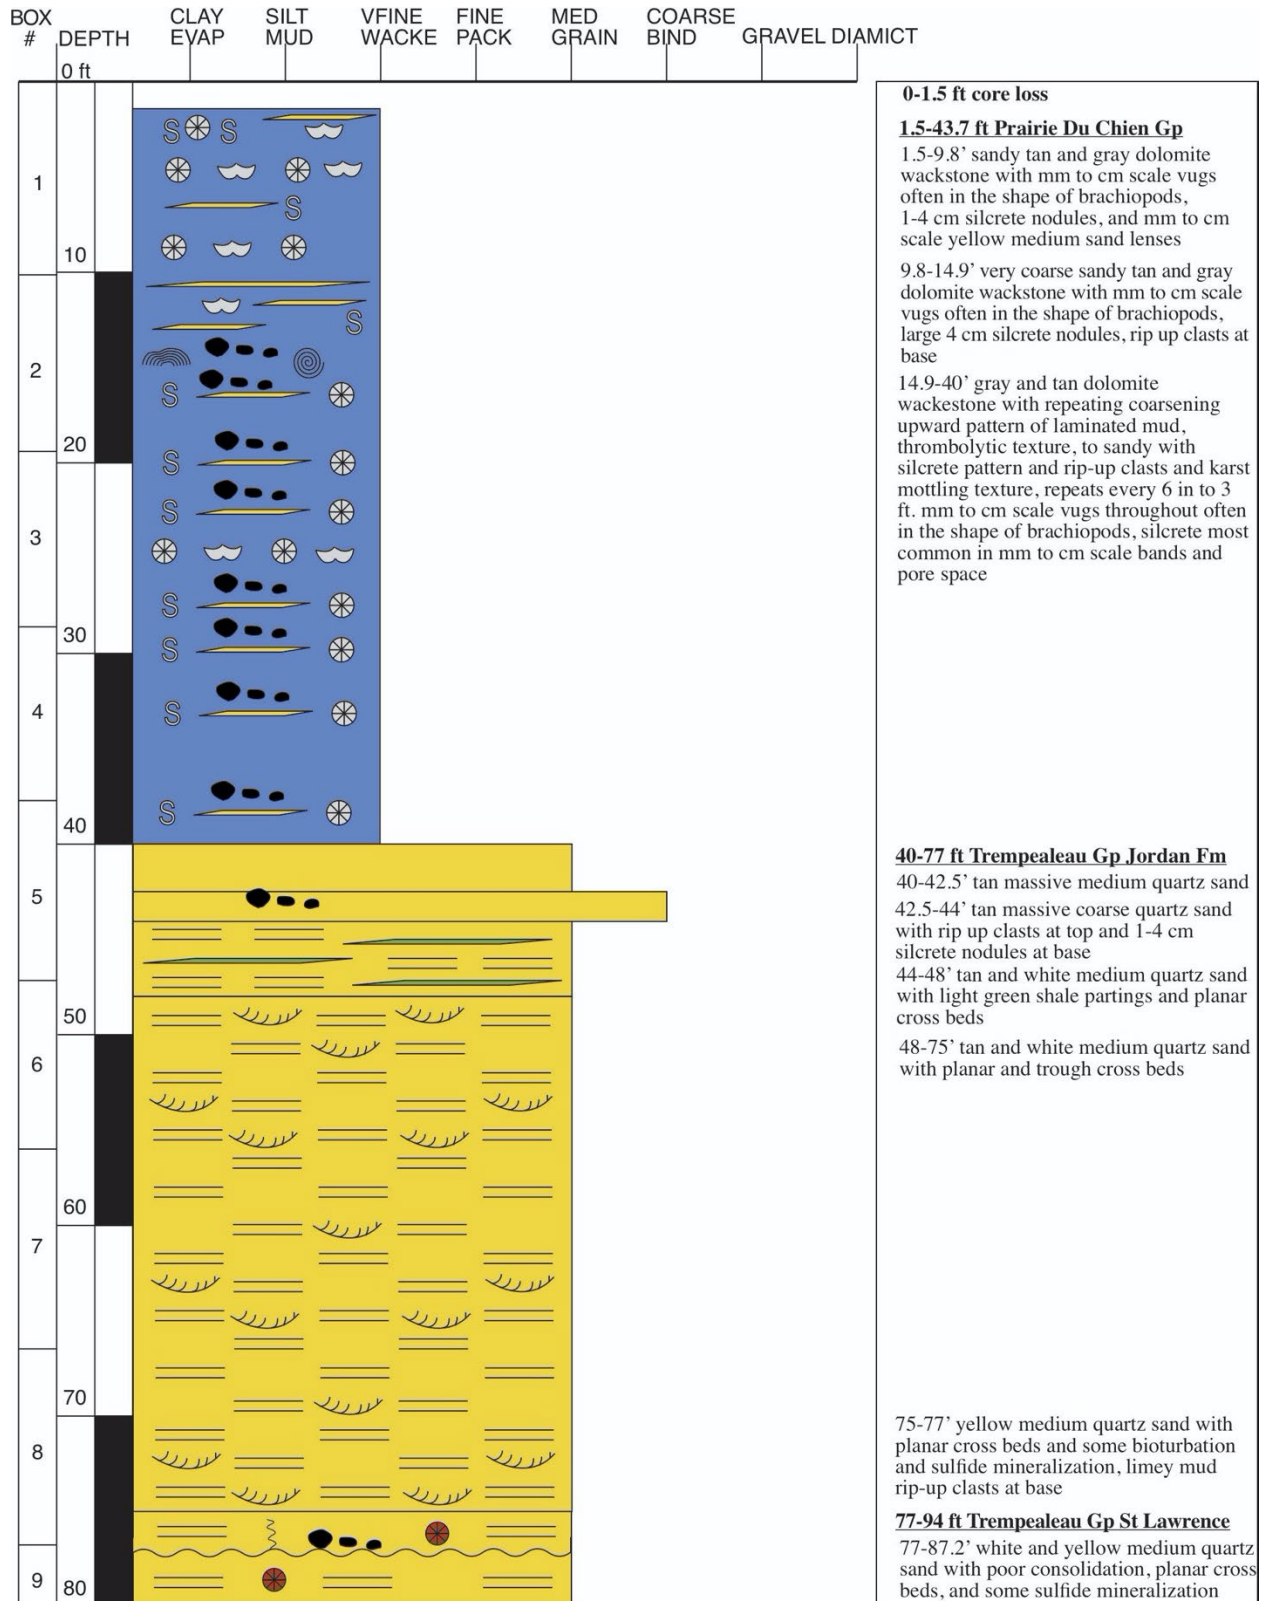 BOX
#
DEPTH
CLAY
EVAP
SILT
MUD
VFINE
WACKE
FINE
PACK
MED
GRAIN
COARSE
BIND
GRAVEL
DIAMICT
0 ft
1
10
2
20
3
30
4
40
5
50
6
60
7
70
8
9
80
S S
S
S
S
S
S
S
S
S
S
0-1.5 ft core loss
1.5-43.7 ft Prairie Du Chien Gp
1.5-9.8’ sandy tan and gray dolomite
wackstone with mm to cm scale vugs
often in the shape of brachiopods,
1-4 cm silcrete nodules, and mm to cm
scale yellow medium sand lenses
9.8-14.9’ very coarse sandy tan and gray
dolomite wackstone with mm to cm scale
vugs often in the shape of brachiopods,
large 4 cm silcrete nodules, rip up clasts at
base
14.9-40’ gray and tan dolomite
wackestone with repeating coarsening
upward pattern of laminated mud,
thrombolytic texture, to sandy with
silcrete pattern and rip-up clasts and karst
mottling texture, repeats every 6 in to 3
ft. mm to cm scale vugs throughout often
in the shape of brachiopods, silcrete most
common in mm to cm scale bands and
pore space
40-77 ft Trempealeau Gp Jordan Fm
40-42.5’ tan massive medium quartz sand
42.5-44’ tan massive coarse quartz sand
with rip up clasts at top and 1-4 cm
silcrete nodules at base
44-48’ tan and white medium quartz sand
with light green shale partings and planar
cross beds
48-75’ tan and white medium quartz sand
with planar and trough cross beds
75-77’ yellow medium quartz sand with
planar cross beds and some bioturbation
and sulfide mineralization, limey mud
rip-up clasts at base
77-94 ft Trempealeau Gp St Lawrence
77-87.2’ white and yellow medium quartz
sand with poor consolidation, planar cross
beds, and some sulfide mineralization